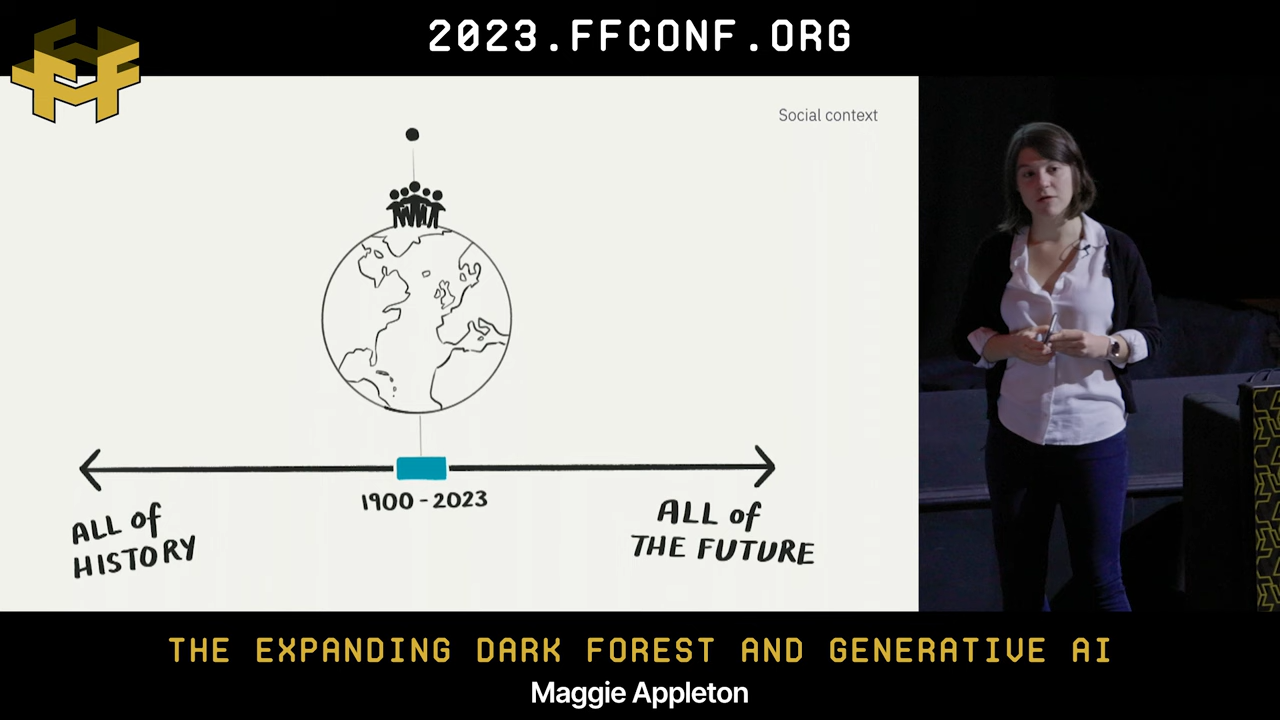 2023.FFCONF.ORG
Social context
1900-2023
ALL of
HISTORY
ALL of
THE FUTURE
THE EXPANDING DARK FOREST AND GENERATIVE AI
Maggie Appleton